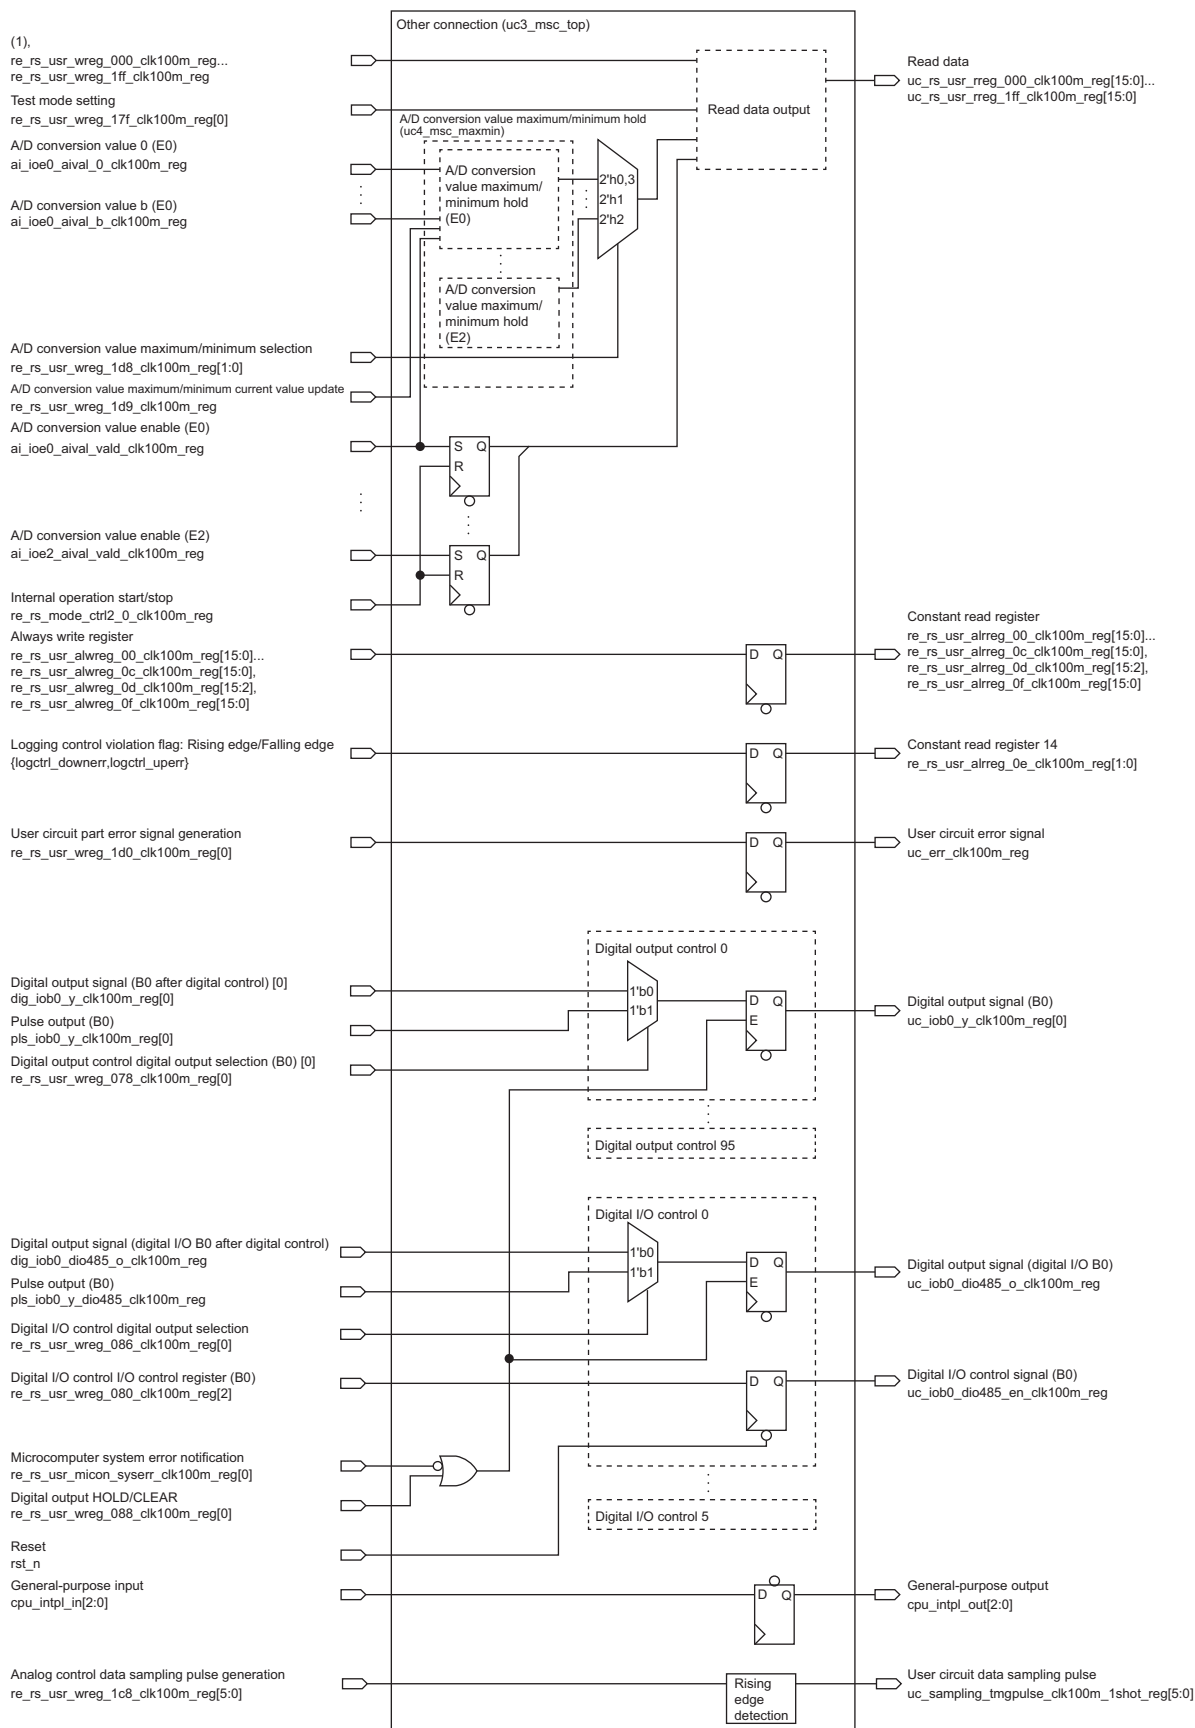 Other connection (uc3_msc_top)
(1),
re_rs_usr_wreg_000_clk100m_reg...
re_rs_usr_wreg_1ff_clk100m_reg
Read data
uc_rs_usr_rreg_000_clk100m_reg[15:0]...
uc_rs_usr_rreg_1ff_clk100m_reg[15:0]
Test mode setting
re_rs_usr_wreg_17f_clk100m_reg[0]
Read data output
A/D conversion value maximum/minimum hold
(uc4_msc_maxmin)
A/D conversion value 0 (E0)
ai_ioe0_aival_0_clk100m_reg
A/D conversion value b (E0)
ai_ioe0_aival_b_clk100m_reg
A/D conversion
value maximum/
minimum hold
(E0)
2'h0,3
2'h1
2'h2
A/D conversion
value maximum/
minimum hold
(E2)
A/D conversion value maximum/minimum selection
re_rs_usr_wreg_1d8_clk100m_reg[1:0]
A/D conversion value maximum/minimum current value update
re_rs_usr_wreg_1d9_clk100m_reg
A/D conversion value enable (E0)
ai_ioe0_aival_vald_clk100m_reg
S Q
R
A/D conversion value enable (E2)
ai_ioe2_aival_vald_clk100m_reg
S Q
R
Internal operation start/stop
re_rs_mode_ctrl2_0_clk100m_reg
Always write register
re_rs_usr_alwreg_00_clk100m_reg[15:0]...
re_rs_usr_alwreg_0c_clk100m_reg[15:0],
re_rs_usr_alwreg_0d_clk100m_reg[15:2],
re_rs_usr_alwreg_0f_clk100m_reg[15:0]
D Q
Constant read register
re_rs_usr_alrreg_00_clk100m_reg[15:0]...
re_rs_usr_alrreg_0c_clk100m_reg[15:0],
re_rs_usr_alrreg_0d_clk100m_reg[15:2],
re_rs_usr_alrreg_0f_clk100m_reg[15:0]
Logging control violation flag: Rising edge/Falling edge
{logctrl_downerr,logctrl_uperr}
D Q
Constant read register 14
re_rs_usr_alrreg_0e_clk100m_reg[1:0]
User circuit part error signal generation
re_rs_usr_wreg_1d0_clk100m_reg[0]
D Q
User circuit error signal
uc_err_clk100m_reg
Digital output control 0
Digital output signal (B0 after digital control) [0]
dig_iob0_y_clk100m_reg[0]
Pulse output (B0)
pls_iob0_y_clk100m_reg[0]
Digital output control digital output selection (B0) [0]
re_rs_usr_wreg_078_clk100m_reg[0]
1'b0
1'b1
D Q
E
Digital output signal (B0)
uc_iob0_y_clk100m_reg[0]
Digital output control 95
Digital I/O control 0
Digital output signal (digital I/O B0 after digital control)
dig_iob0_dio485_o_clk100m_reg
Pulse output (B0)
pls_iob0_y_dio485_clk100m_reg
Digital I/O control digital output selection
re_rs_usr_wreg_086_clk100m_reg[0]
1'b0
1'b1
D Q
E
Digital output signal (digital I/O B0)
uc_iob0_dio485_o_clk100m_reg
Digital I/O control I/O control register (B0)
re_rs_usr_wreg_080_clk100m_reg[2]
D Q
Digital I/O control signal (B0)
uc_iob0_dio485_en_clk100m_reg
Microcomputer system error notification
re_rs_usr_micon_syserr_clk100m_reg[0]
Digital output HOLD/CLEAR
re_rs_usr_wreg_088_clk100m_reg[0]
Digital I/O control 5
Reset
rst_n
General-purpose input
cpu_intpl_in[2:0]
D Q
General-purpose output
cpu_intpl_out[2:0]
Analog control data sampling pulse generation
re_rs_usr_wreg_1c8_clk100m_reg[5:0]
Rising
edge
detection
User circuit data sampling pulse
uc_sampling_tmgpulse_clk100m_1shot_reg[5:0]